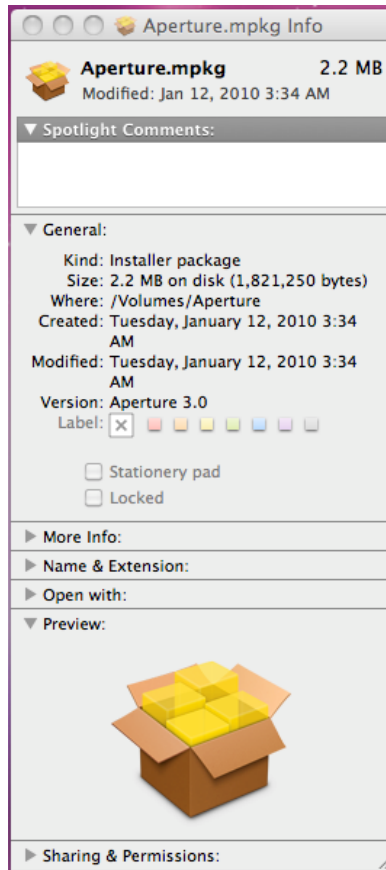 Aperture.mpkg Info
Aperture.mpkg 2.2 MB
Modified: Jan 12, 2010 3:34 AM
Spotlight Comments:
General:
Kind: Installer package
Size: 2.2 MB on disk (1,821,250 bytes)
Where: /Volumes/Aperture
Created: Tuesday, January 12, 2010 3:34
AM
Modified: Tuesday, January 12, 2010 3:34
AM
Version: Aperture 3.0
Label:
Stationery pad
Locked
More Info:
Name & Extension:
Open with:
Preview:
Sharing & Permissions: